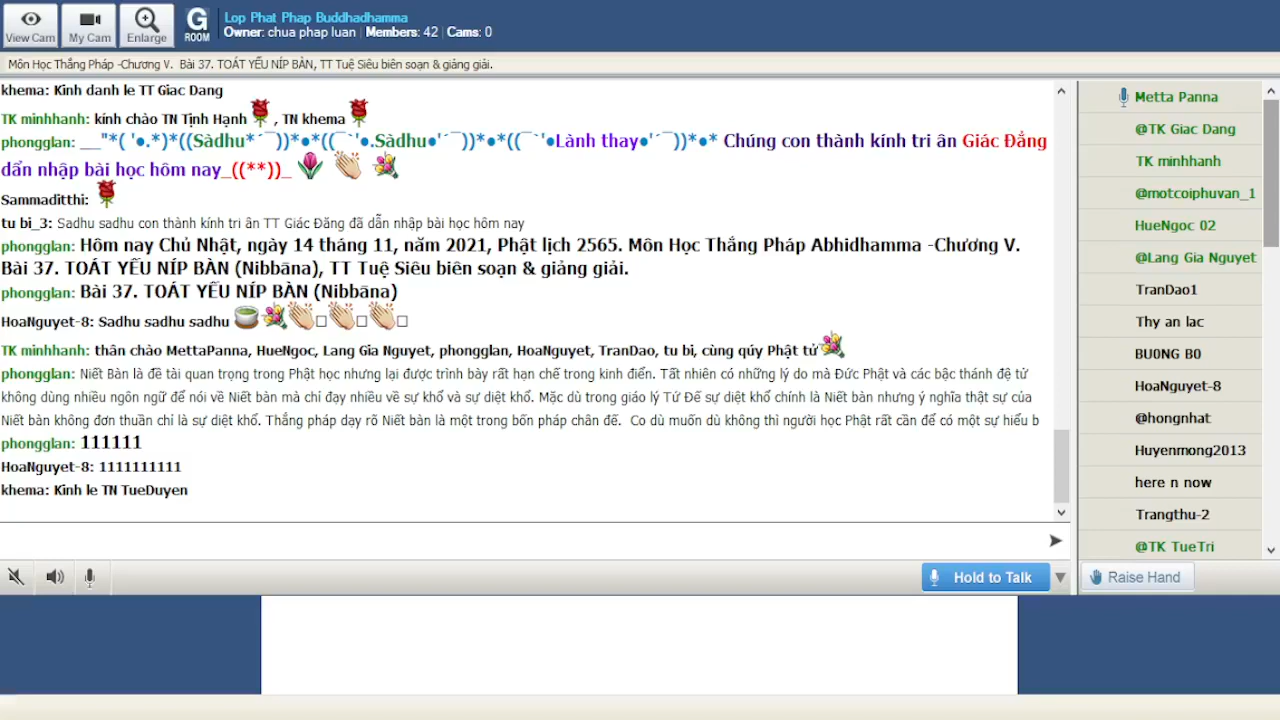 View Cam
My Cam
Enlarge
G ROOM
Lop Phat Phap Buddhadhamma
Owner: chua phap luan | Members: 42 | Cams: 0
Môn Học Thắng Pháp -Chương V. Bài 37. TOÁT YẾU NÍP BÀN, TT Tuệ Siêu biên soạn & giảng giải.
khema: Kinh danh le TT Giac Dang
TK minhhanh: kính chào TN Tịnh Hạnh , TN khema
phongglan: __"*( '●.*)*((Sādhu*´¯))*●*((¯`'●.Sādhu●'´¯))*●*((¯`'●Lành thay●'´¯))*●* Chúng con thành kính tri ân Giác Đẳng
dẩn nhập bài học hôm nay_((**))_
Sammaditthi:
tu bi_3: Sadhu sadhu con thành kính tri ân TT Giác Đăng đã dẫn nhập bài học hôm nay
phongglan: Hôm nay Chủ Nhật, ngày 14 tháng 11, năm 2021, Phật lịch 2565. Môn Học Thắng Pháp Abhidhamma -Chương V.
Bài 37. TOÁT YẾU NÍP BÀN (Nibbāna), TT Tuệ Siêu biên soạn & giảng giải.
phongglan: Bài 37. TOÁT YẾU NÍP BÀN (Nibbāna)
HoaNguyet-8: Sadhu sadhu sadhu
TK minhhanh: thân chào MettaPanna, HueNgoc, Lang Gia Nguyet, phongglan, HoaNguyet, TranDao, tu bi, cùng qúy Phật tử
phongglan: Niết Bàn là đề tài quan trọng trong Phật học nhưng lại được trình bày rất hạn chế trong kinh điển. Tất nhiên có những lý do mà Đức Phật và các bậc thánh đệ tử
không dùng nhiều ngôn ngữ để nói về Niết bàn mà chỉ đạy nhiều về sự khổ và sự diệt khổ. Mặc dù trong giáo lý Tứ Đế sự diệt khổ chính là Niết bàn nhưng ý nghĩa thật sự của
Niết bàn không đơn thuần chỉ là sự diệt khổ. Thắng pháp dạy rõ Niết bàn là một trong bốn pháp chân đế. Co dù muốn dù không thì người học Phật rất cần để có một sự hiểu b
phongglan: 111111
HoaNguyet-8: 1111111111
khema: Kinh le TN TueDuyen
Hold to Talk
Metta Panna
@TK Giac Dang
TK minhhanh
@motcoiphuvan_1
HueNgoc 02
@Lang Gia Nguyet
TranDao1
Thy an lac
BU0NG B0
HoaNguyet-8
@hongnhat
Huyenmong2013
here n now
Trangthu-2
@TK TueTri
Raise Hand